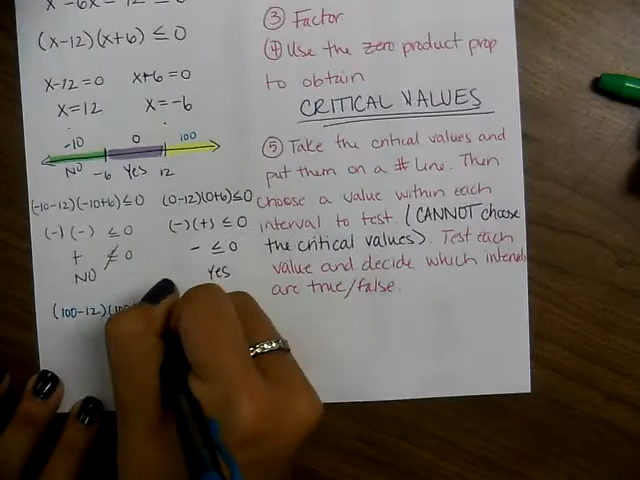 (x-12)(x+6) ≤ 0
x-12=0 x+6=0
x=12 x=-6
-10 0 100
NO -6 Yes 12
(-10-12)(-10+6)≤0 (0-12)(0+6)≤0
(-)(-) ≤0 (-)(+) ≤0
+ ≰ 0 - ≤0
NO Yes
(100-12)(100
③ Factor
④ Use the zero product prop
to obtain
CRITICAL VALUES
⑤ Take the critical values and
put them on a # line. Then
choose a value within each
interval to test. (CANNOT choose
the critical values). Test each
value and decide which intervals
are true/false.